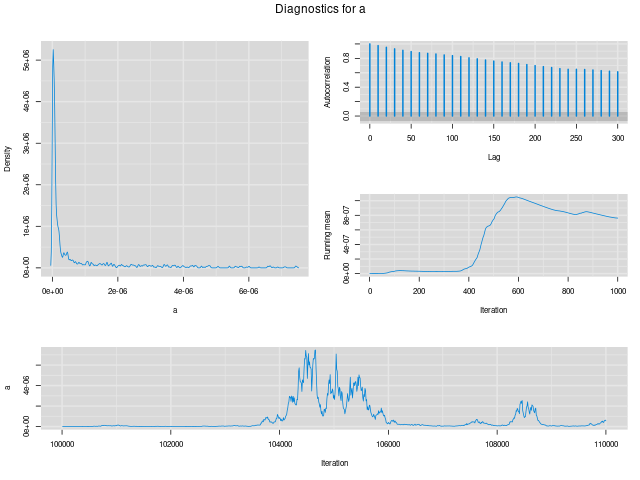 Diagnostics for a
Density
0e+00 2e+06 4e+06 5e+06
0e+00 2e-06 4e-06 6e-06
a
Autocorrelation
0.0 0.4 0.8
0 50 100 150 200 250 300
Lag
Running mean
0e+00 4e-07 8e-07
0 200 400 600 800 1000
Iteration
a
0e+00 4e-06
100000 102000 104000 106000 108000 110000
Iteration